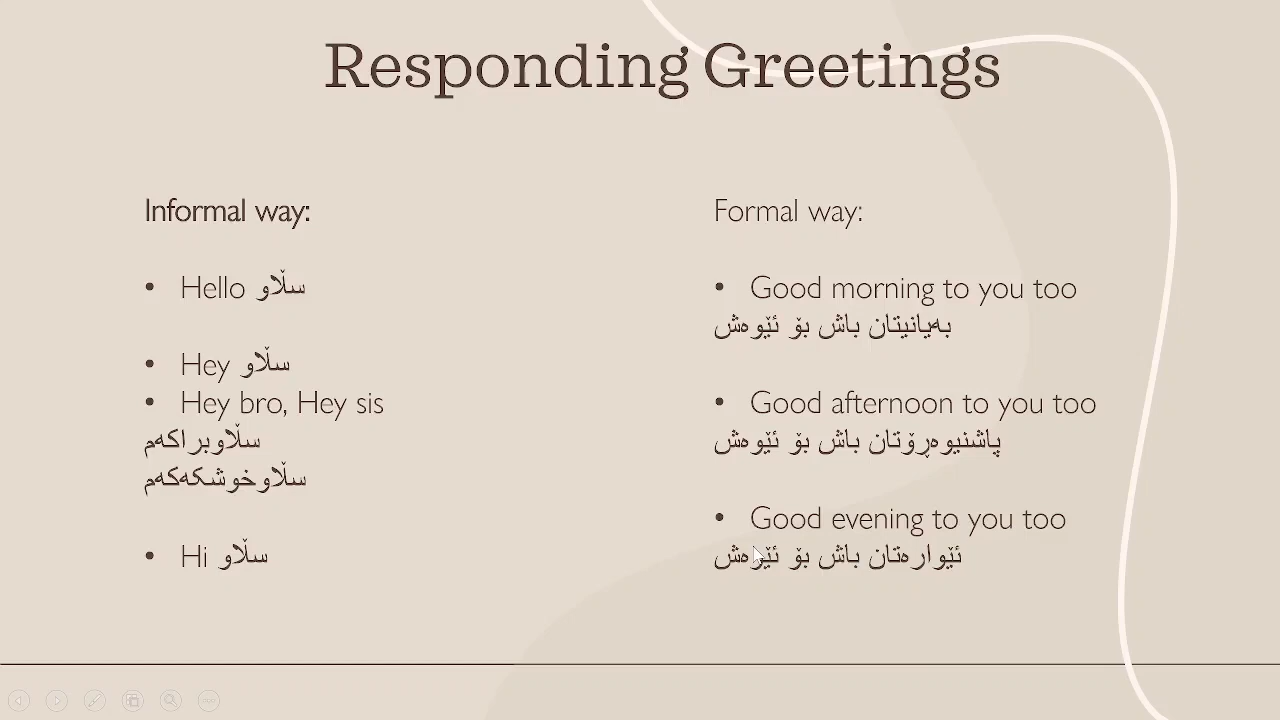 Responding Greetings
Informal way:
• Hello سڵاو
• Hey سڵاو
• Hey bro, Hey sis
سڵاوبراکەم
سڵاوخوشکەکەم
• Hi سڵاو
Formal way:
• Good morning to you too
بەیانیتان باش بۆ ئێوەش
• Good afternoon to you too
پاشنیوەڕۆتان باش بۆ ئێوەش
• Good evening to you too
ئێوارەتان باش بۆ ئێوەش